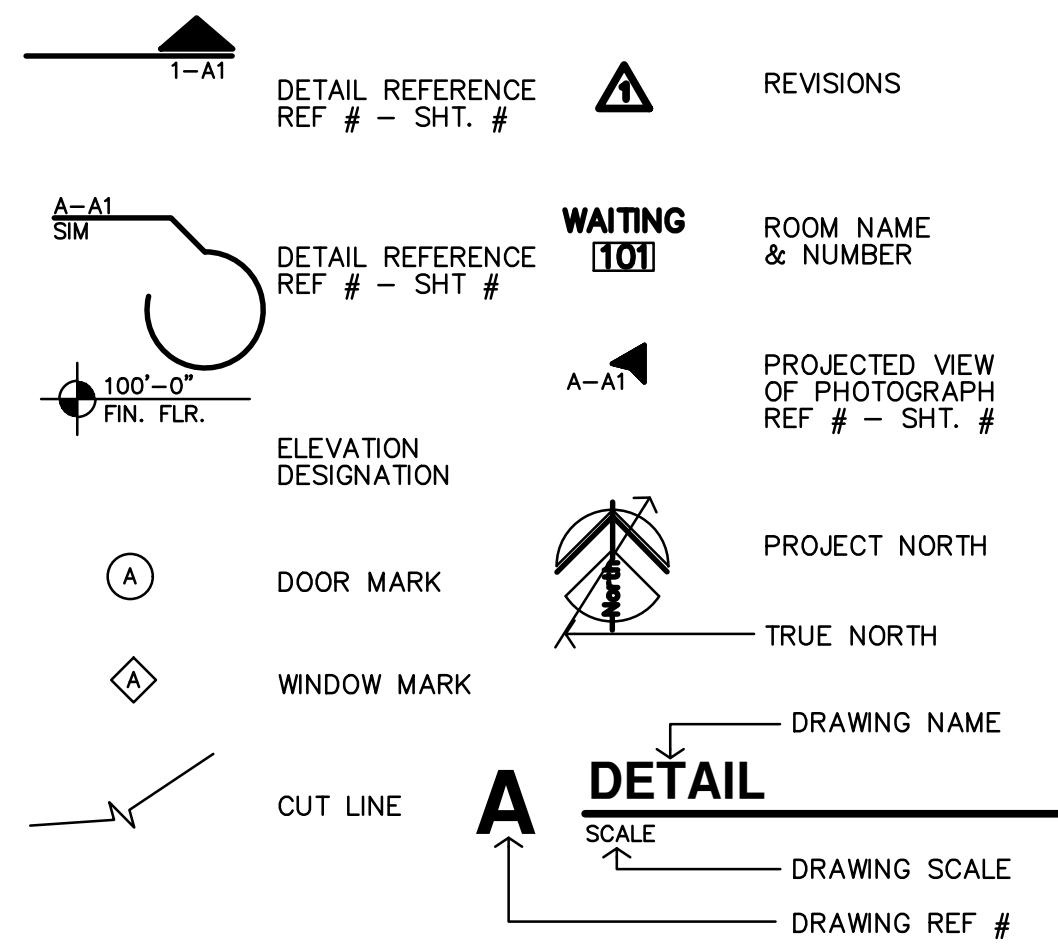 1-A1
DETAIL REFERENCE
REF # - SHT. #
A-A1
SIM
DETAIL REFERENCE
REF # - SHT #
100'-0"
FIN. FLR.
ELEVATION
DESIGNATION
A
DOOR MARK
A
WINDOW MARK
CUT LINE
1
REVISIONS
WAITING
101
ROOM NAME
& NUMBER
A-A1
PROJECTED VIEW
OF PHOTOGRAPH
REF # - SHT. #
North
PROJECT NORTH
TRUE NORTH
DRAWING NAME
A
DETAIL
SCALE
DRAWING SCALE
DRAWING REF #